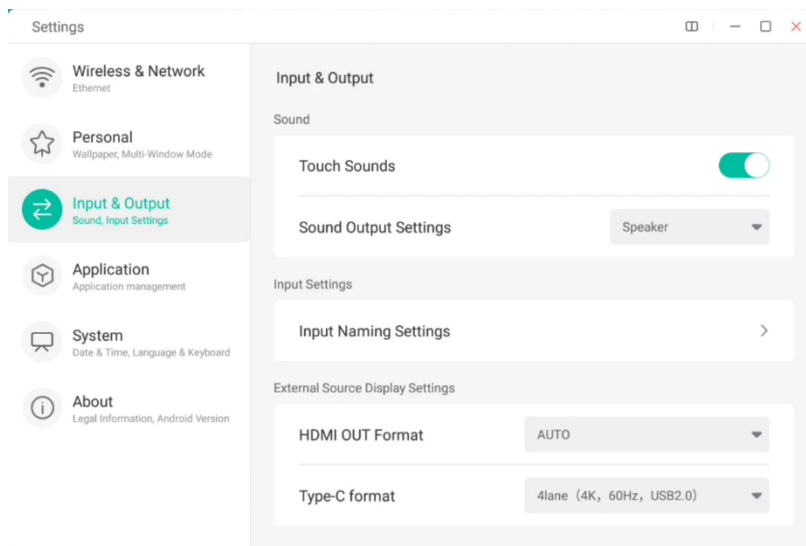 Settings
Wireless & Network
Ethernet
Personal
Wallpaper, Multi-Window Mode
Input & Output
Sound, Input Settings
Application
Application management
System
Date & Time, Language & Keyboard
About
Legal Information, Android Version
Input & Output
Sound
Touch Sounds
Sound Output Settings
Speaker
Input Settings
Input Naming Settings
External Source Display Settings
HDMI OUT Format
AUTO
Type-C format
4lane (4K, 60Hz, USB2.0)